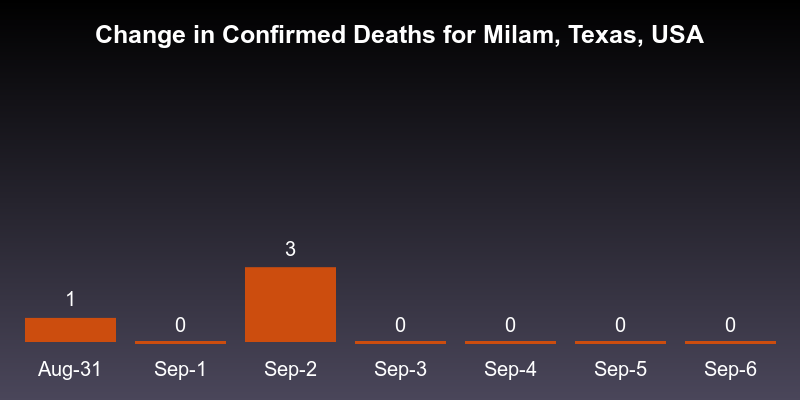 Change in Confirmed Deaths for Milam, Texas, USA
1 0 3 0 0 0 0
Aug-31 Sep-1 Sep-2 Sep-3 Sep-4 Sep-5 Sep-6